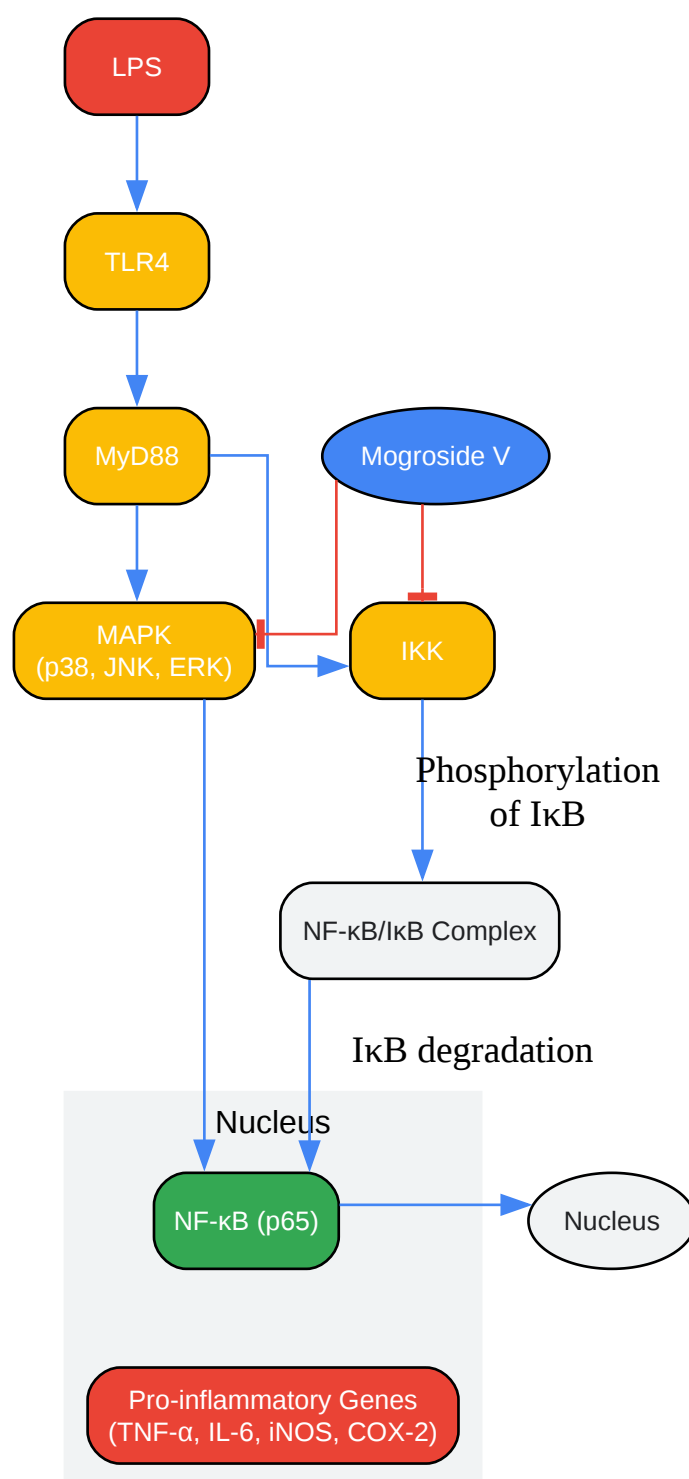 LPS
TLR4
MyD88
Mogroside V
MAPK
(p38, JNK, ERK)
IKK
Phosphorylation
of IκB
NF-κB/IκB Complex
IκB degradation
Nucleus
NF-κB (p65)
Nucleus
Pro-inflammatory Genes
(TNF-α, IL-6, iNOS, COX-2)